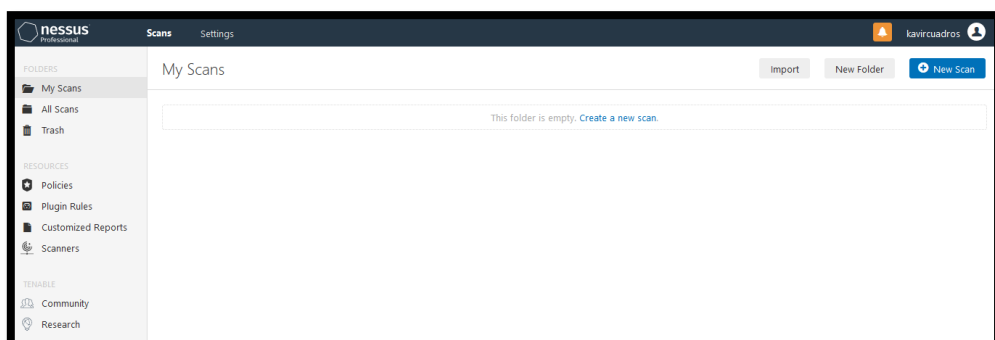 nessus
Professional
Scans
Settings
kavircuadros
FOLDERS
My Scans
All Scans
Trash
RESOURCES
Policies
Plugin Rules
Customized Reports
Scanners
TENABLE
Community
Research
My Scans
Import
New Folder
New Scan
This folder is empty. Create a new scan.